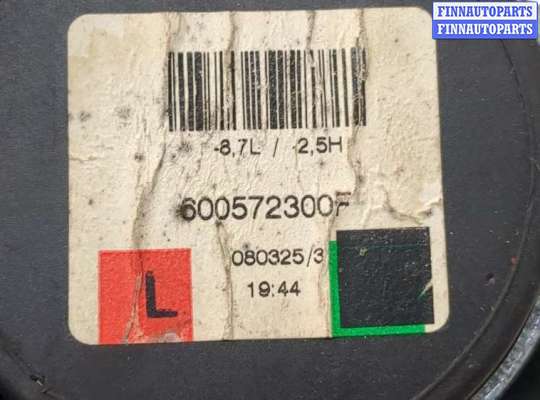 FINNAUTOPARTS
FINNAUTOPARTS
-8,7L / -2,5H
600572300F
080325/3
19:44
L